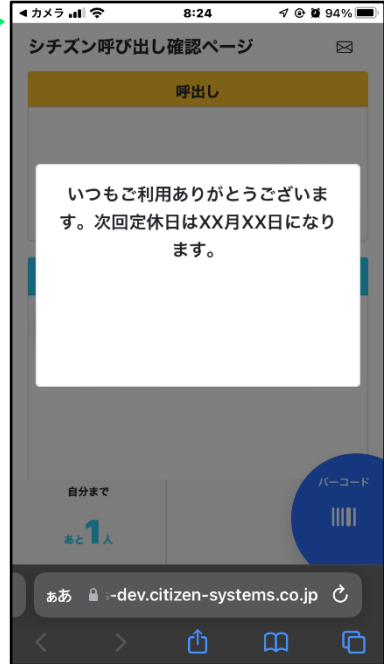 カメラ
8:24
94%
シチズン呼び出し確認ページ
呼出し
いつもご利用ありがとうございま
す。次回定休日はXX月XX日になり
ます。
自分まで
あと1人
バーコード
ぁあ
-dev.citizen-systems.co.jp